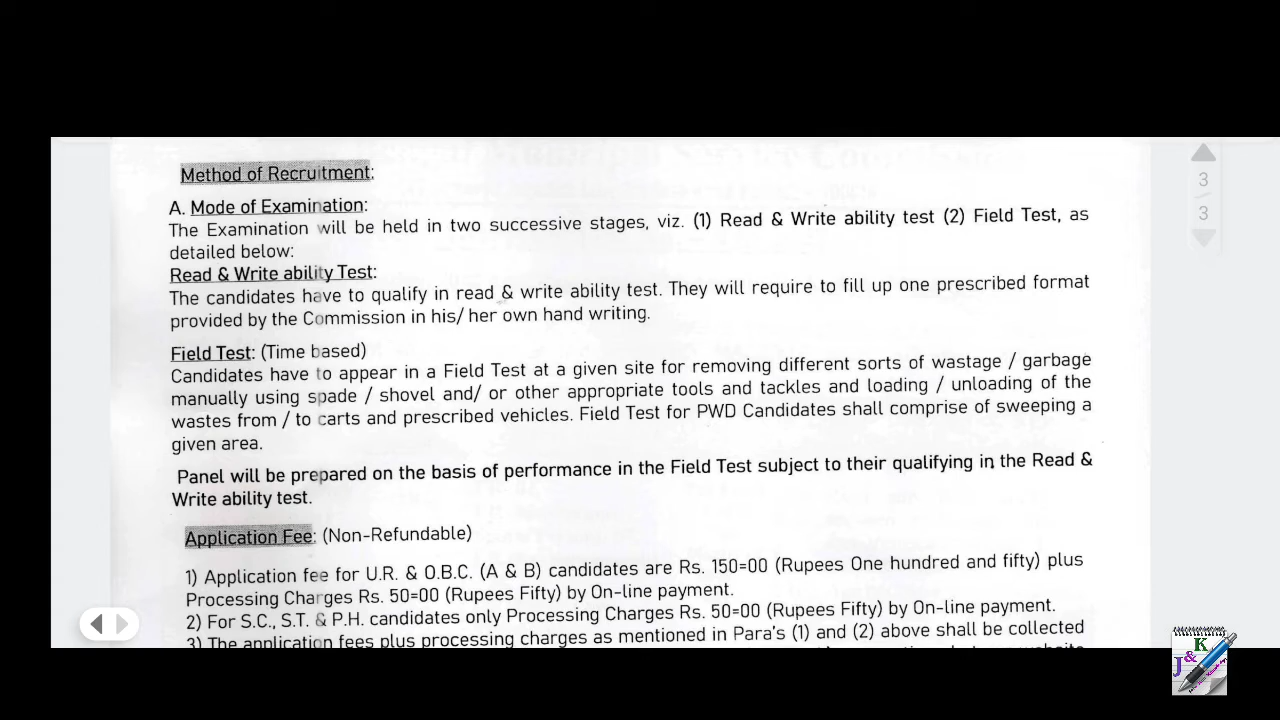 Method of Recruitment:
A. Mode of Examination:
The Examination will be held in two successive stages, viz. (1) Read & Write ability test (2) Field Test, as
detailed below:
Read & Write ability Test:
The candidates have to qualify in read & write ability test. They will require to fill up one prescribed format
provided by the Commission in his/ her own hand writing.
Field Test: (Time based)
Candidates have to appear in a Field Test at a given site for removing different sorts of wastage / garbage
manually using spade / shovel and/ or other appropriate tools and tackles and loading / unloading of the
wastes from / to carts and prescribed vehicles. Field Test for PWD Candidates shall comprise of sweeping a
given area.
Panel will be prepared on the basis of performance in the Field Test subject to their qualifying in the Read &
Write ability test.
Application Fee: (Non-Refundable)
1) Application fee for U.R. & O.B.C. (A & B) candidates are Rs. 150=00 (Rupees One hundred and fifty) plus
Processing Charges Rs. 50=00 (Rupees Fifty) by On-line payment.
2) For S.C., S.T. & P.H. candidates only Processing Charges Rs. 50=00 (Rupees Fifty) by On-line payment.
3) The application fees plus processing charges as mentioned in Para's (1) and (2) above shall be collected
3
3
J&K